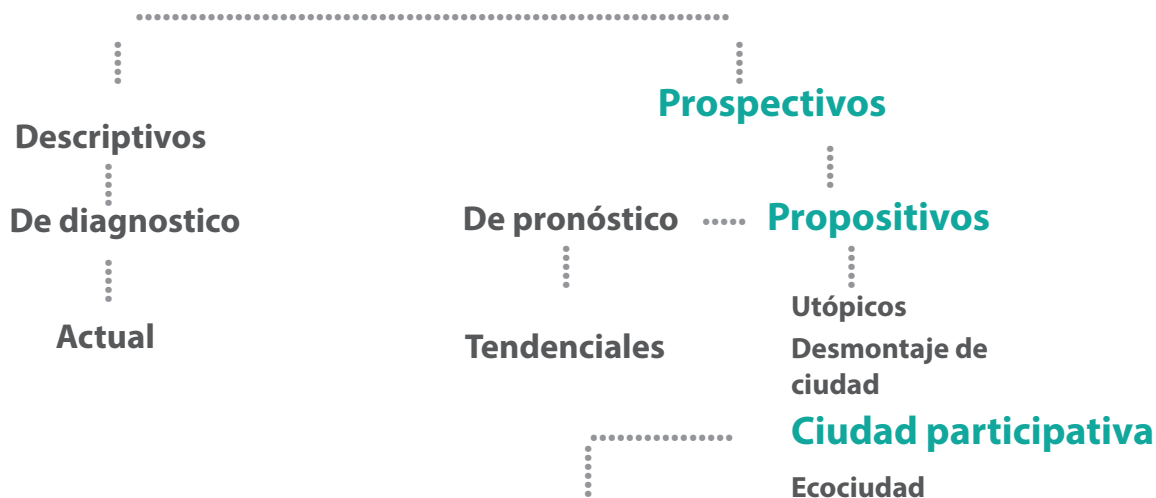 Prospectivos
Descriptivos
De diagnostico
De pronóstico
Propositivos
Actual
Tendenciales
Utópicos
Desmontaje de
ciudad
Ciudad participativa
Ecociudad